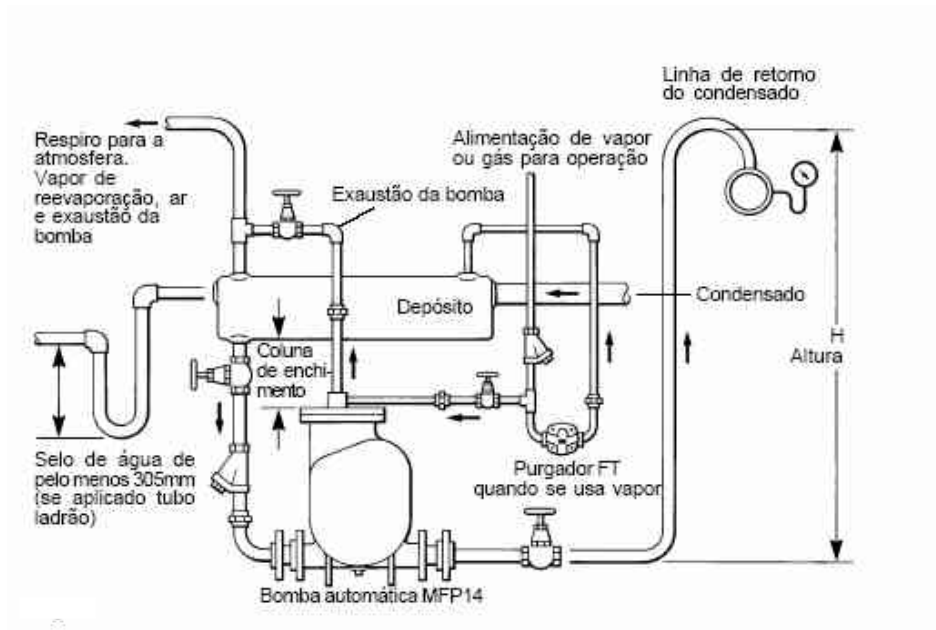 Linha de retorno
do condensado
Respiro para a
atmosfera.
Vapor de
reevaporação, ar
e exaustão da
bomba
Alimentação de vapor
ou gás para operação
Exaustão da bomba
Depósito
Condensado
H
Altura
Coluna
de enchi-
mento
Selo de água de
pelo menos 305mm
(se aplicado tubo
ladrão)
Purgador FT
quando se usa vapor
Bomba automática MFP14